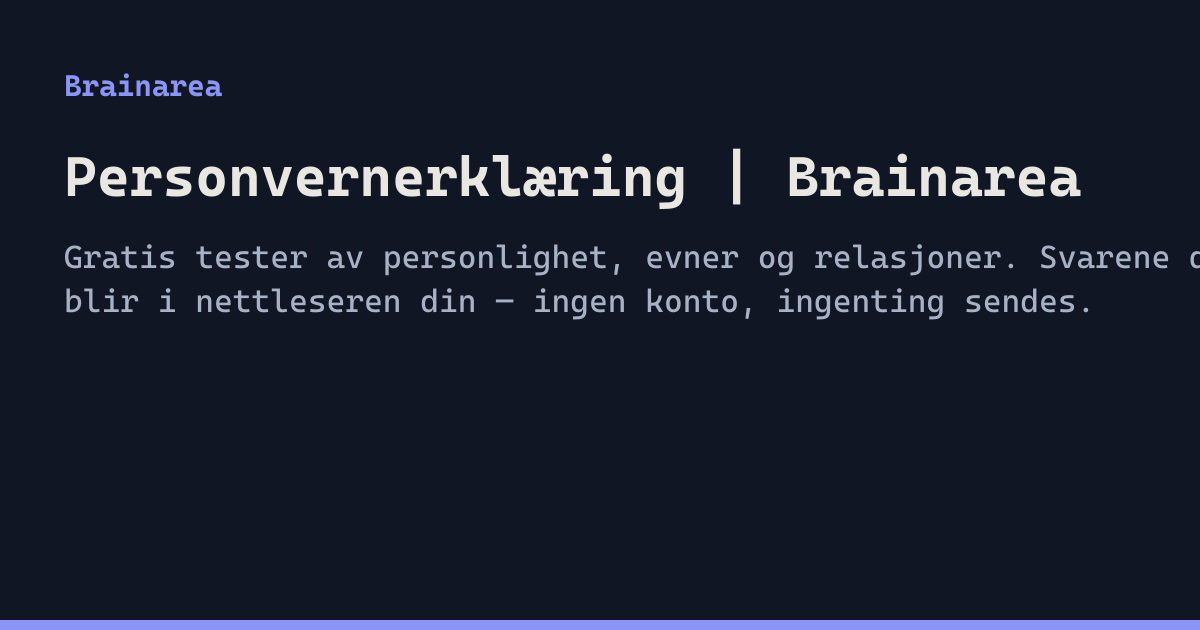 Brainarea
Personvernerklæring | Brainarea
Gratis tester av personlighet, evner og relasjoner. Svarene
blir i nettleseren din — ingen konto, ingenting sendes.